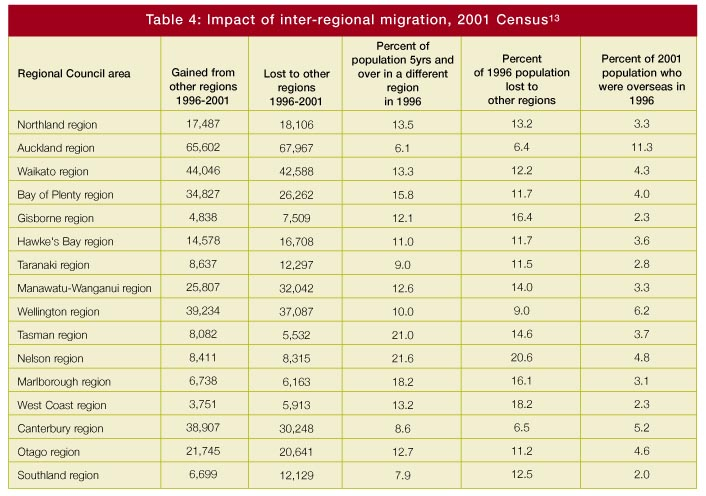 Table 4: Impact of inter-regional migration, 2001 Census13
Regional Council area | Gained from other regions 1996-2001 | Lost to other regions 1996-2001 | Percent of population 5yrs and over in a different region in 1996 | Percent of 1996 population lost to other regions | Percent of 2001 population who were overseas in 1996
Northland region 17,487 18,106 13.5 13.2 3.3
Auckland region 65,602 67,967 6.1 6.4 11.3
Waikato region 44,046 42,588 13.3 12.2 4.3
Bay of Plenty region 34,827 26,262 15.8 11.7 4.0
Gisborne region 4,838 7,509 12.1 16.4 2.3
Hawke's Bay region 14,578 16,708 11.0 11.7 3.6
Taranaki region 8,637 12,297 9.0 11.5 2.8
Manawatu-Wanganui region 25,807 32,042 12.6 14.0 3.3
Wellington region 39,234 37,087 10.0 9.0 6.2
Tasman region 8,082 5,532 21.0 14.6 3.7
Nelson region 8,411 8,315 21.6 20.6 4.8
Marlborough region 6,738 6,163 18.2 16.1 3.1
West Coast region 3,751 5,913 13.2 18.2 2.3
Canterbury region 38,907 30,248 8.6 6.5 5.2
Otago region 21,745 20,641 12.7 11.2 4.6
Southland region 6,699 12,129 7.9 12.5 2.0